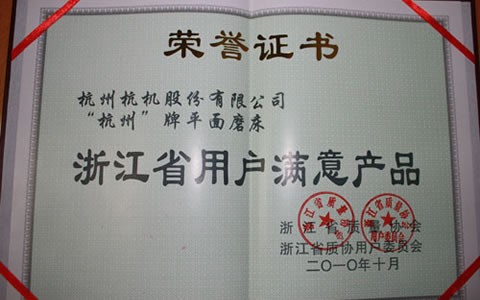 荣誉证书
杭州杭机股份有限公司
“杭州”牌平面磨床
浙江省用户满意产品
浙江省质量协会
浙江省质协用户委员会
二〇一〇年十月